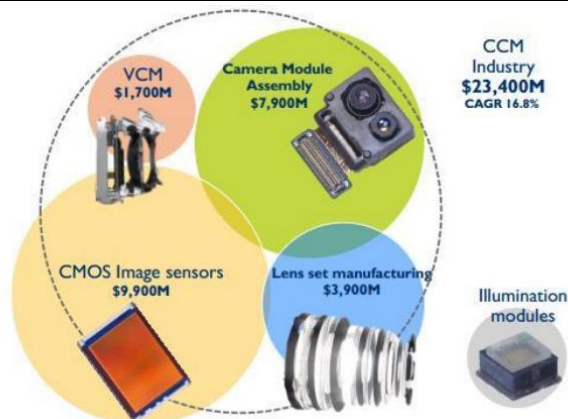 VCM
$1,700M
Camera Module
Assembly
$7,900M
CCM
Industry
$23,400M
CAGR 16.8%
CMOS Image sensors
$9,900M
Lens set manufacturing
$3,900M
Illumination
modules